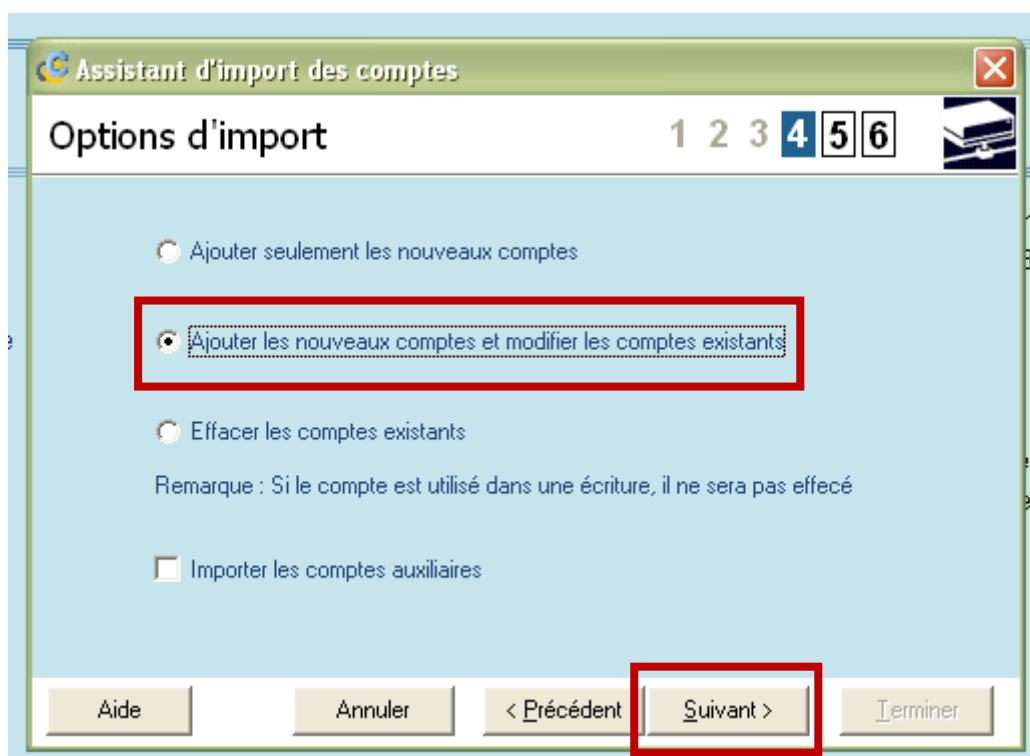 Assistant d'import des comptes
Options d'import
1 2 3 4 5 6
Ajouter seulement les nouveaux comptes
Ajouter les nouveaux comptes et modifier les comptes existants
Effacer les comptes existants
Remarque : Si le compte est utilisé dans une écriture, il ne sera pas effecé
Importer les comptes auxiliaires
Aide
Annuler
< Précédent
Suivant >
Terminer